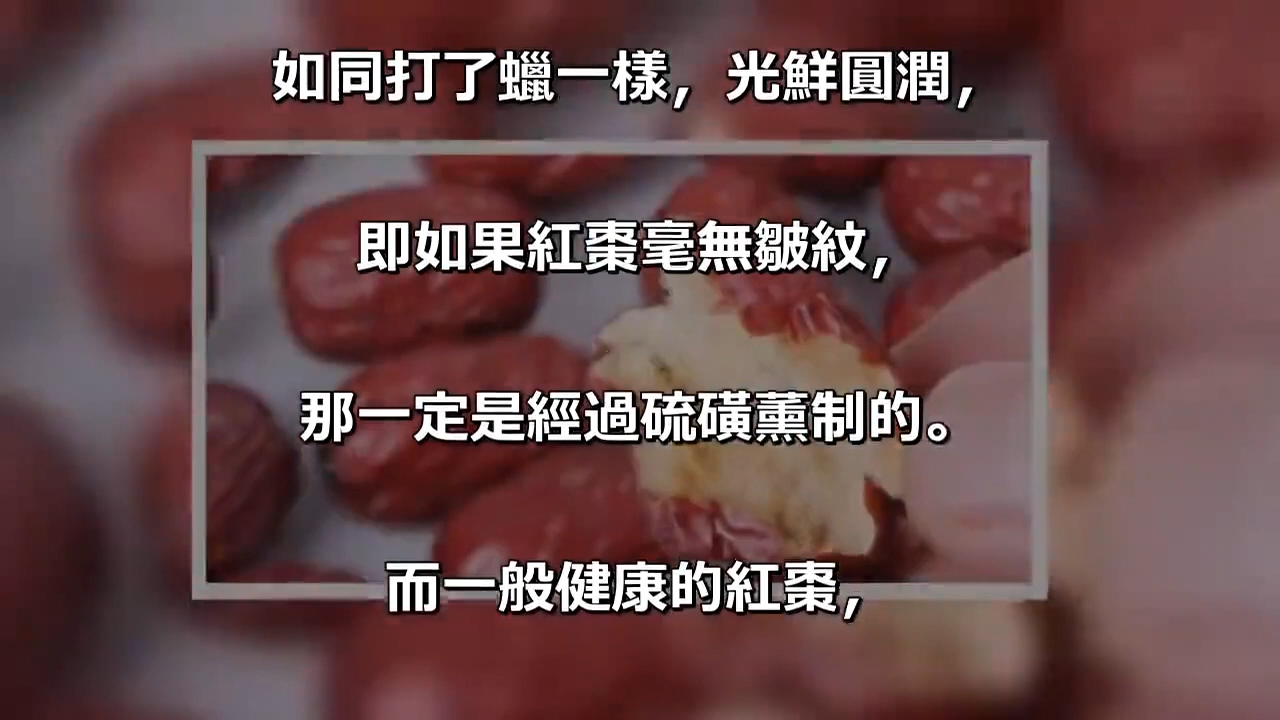 如同打了蠟一樣，光鮮圓潤，
即如果紅棗毫無皺紋，
那一定是經過硫磺薰制的。
而一般健康的紅棗，